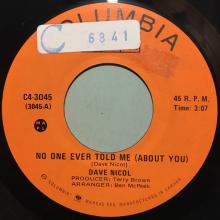 COLUMBIA
C
6841
C4-3045
(3045-A)
45 R.P.M.
Time: 3:07
NO ONE EVER TOLD ME (ABOUT YOU)
(Dave Nicol)
DAVE NICOL
PRODUCER: Terry Brown
ARRANGER: Ben McPeek